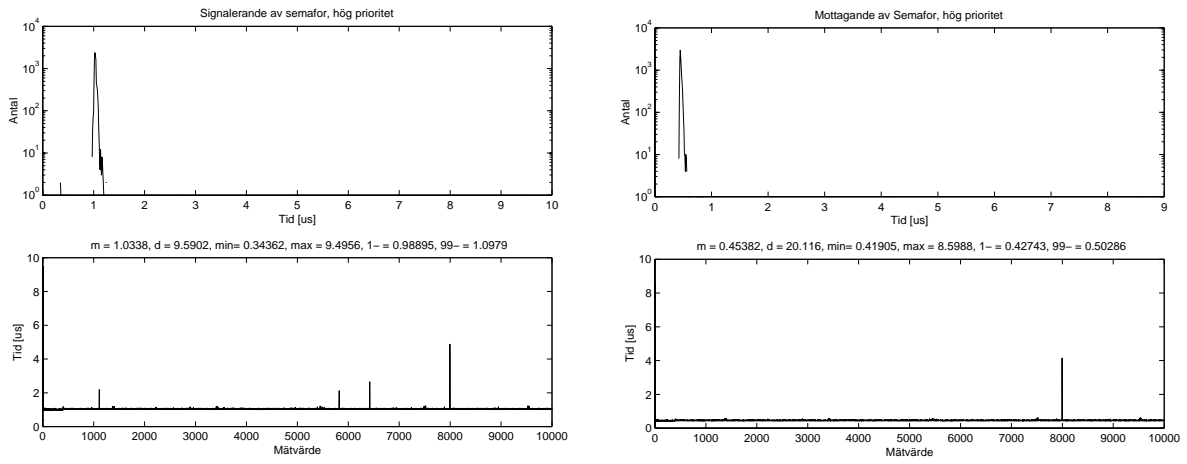 Signalerande av semafor, hög prioritet
10^4
10^3
10^2
10^1
10^0
Antal
0 1 2 3 4 5 6 7 8 9 10
Tid [us]
m = 1.0338, d = 9.5902, min= 0.34362, max = 9.4956, 1– = 0.98895, 99– = 1.0979
10
8
6
4
2
0
Tid [us]
0 1000 2000 3000 4000 5000 6000 7000 8000 9000 10000
Mätvärde
Mottagande av Semafor, hög prioritet
10^4
10^3
10^2
10^1
10^0
Antal
0 1 2 3 4 5 6 7 8 9
Tid [us]
m = 0.45382, d = 20.116, min= 0.41905, max = 8.5988, 1– = 0.42743, 99– = 0.50286
10
8
6
4
2
0
Tid [us]
0 1000 2000 3000 4000 5000 6000 7000 8000 9000 10000
Mätvärde